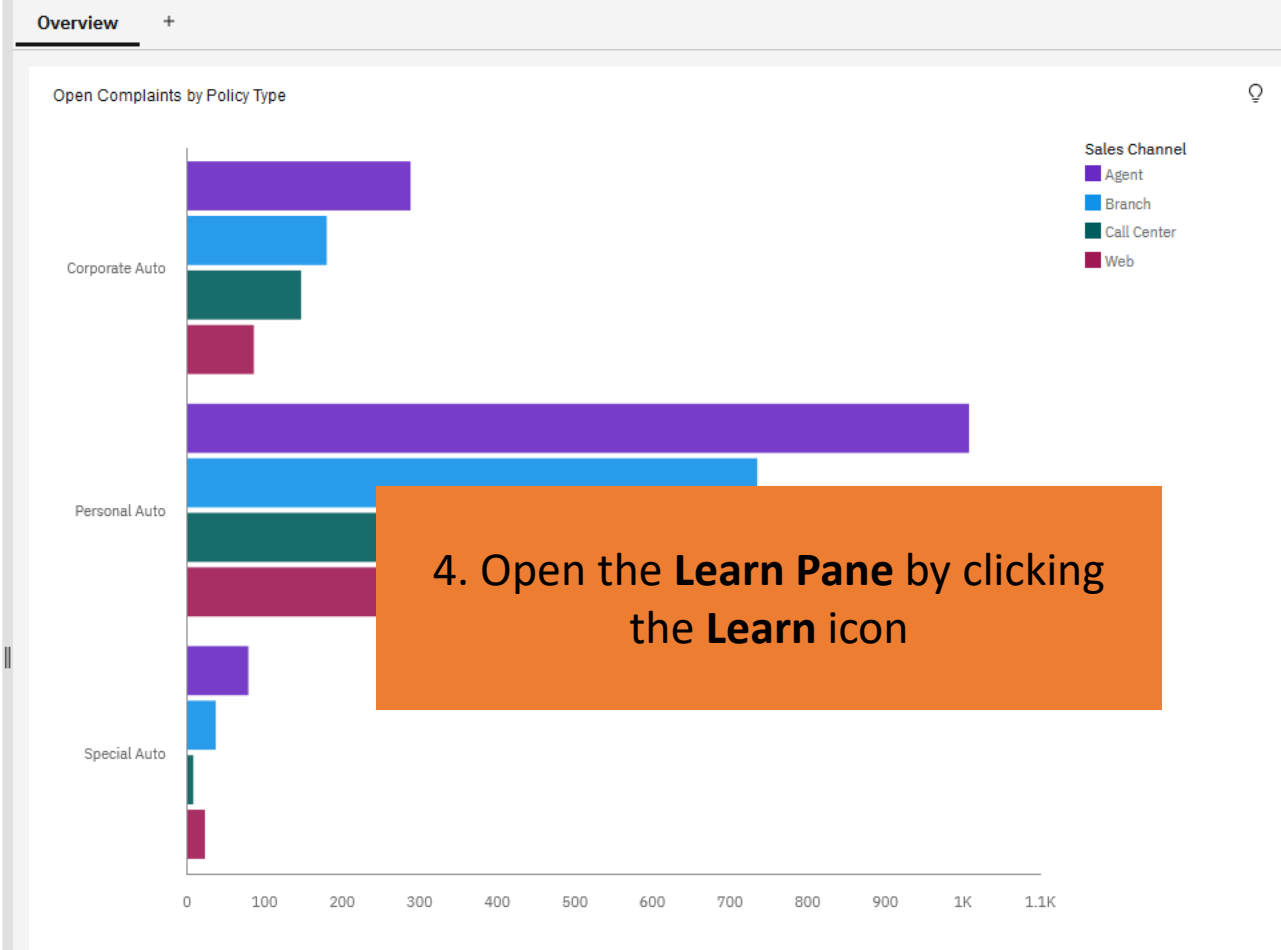 Overview +
Open Complaints by Policy Type
Sales Channel
Agent
Branch
Call Center
Web
Corporate Auto
Personal Auto
Special Auto
4. Open the Learn Pane by clicking
the Learn icon
0 100 200 300 400 500 600 700 800 900 1K 1.1K